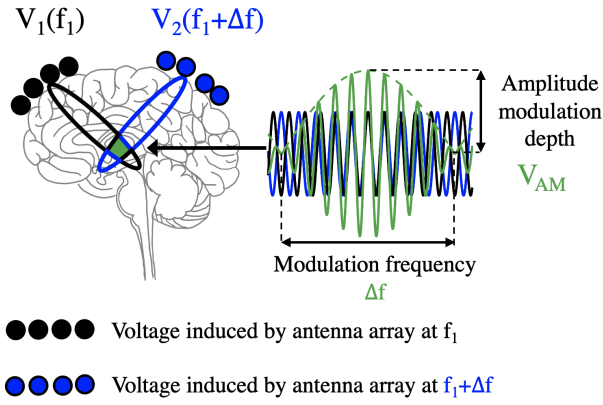 V₁(f₁)
V₂(f₁+Δf)
Amplitude
modulation
depth
V_AM
Modulation frequency
Δf
Voltage induced by antenna array at f₁
Voltage induced by antenna array at f₁+Δf